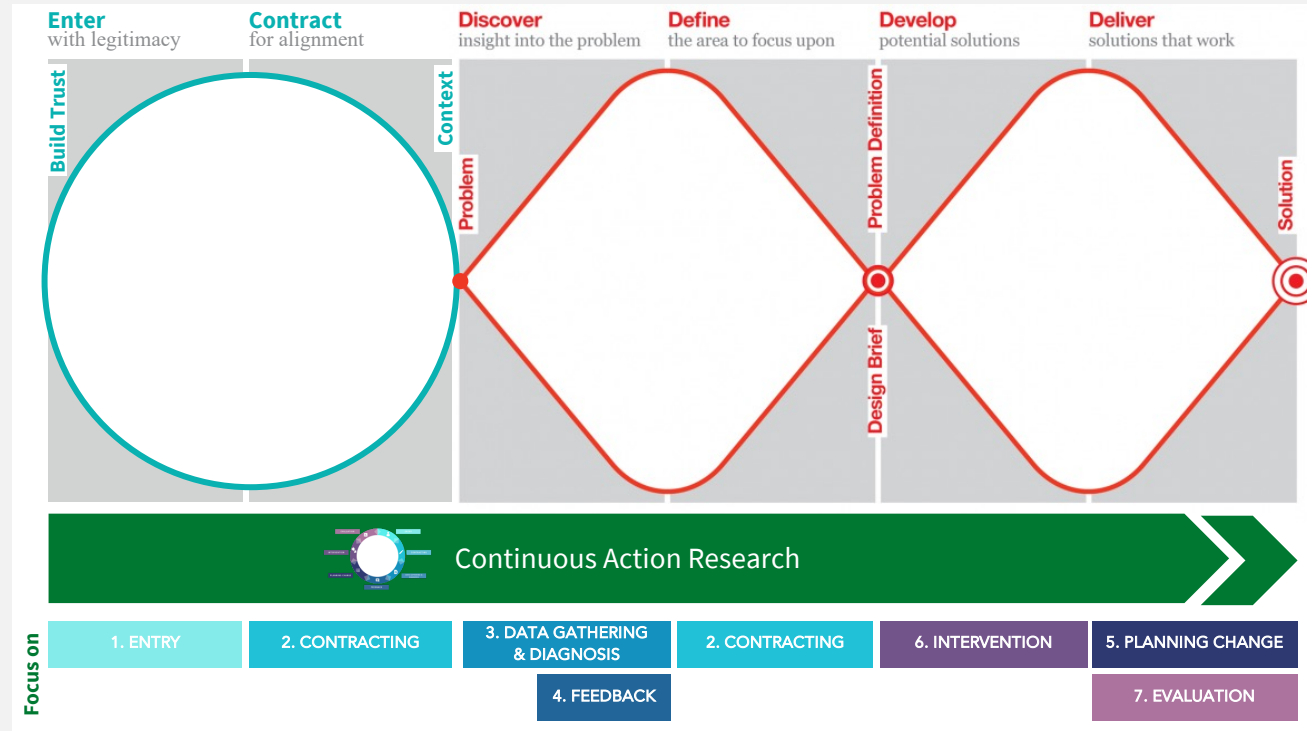 Enter
with legitimacy
Contract
for alignment
Discover
insight into the problem
Define
the area to focus upon
Develop
potential solutions
Deliver
solutions that work
Build Trust
Context
Problem
Problem Definition
Design Brief
Solution
Continuous Action Research
Focus on
1. ENTRY
2. CONTRACTING
3. DATA GATHERING
& DIAGNOSIS
2. CONTRACTING
6. INTERVENTION
5. PLANNING CHANGE
4. FEEDBACK
7. EVALUATION